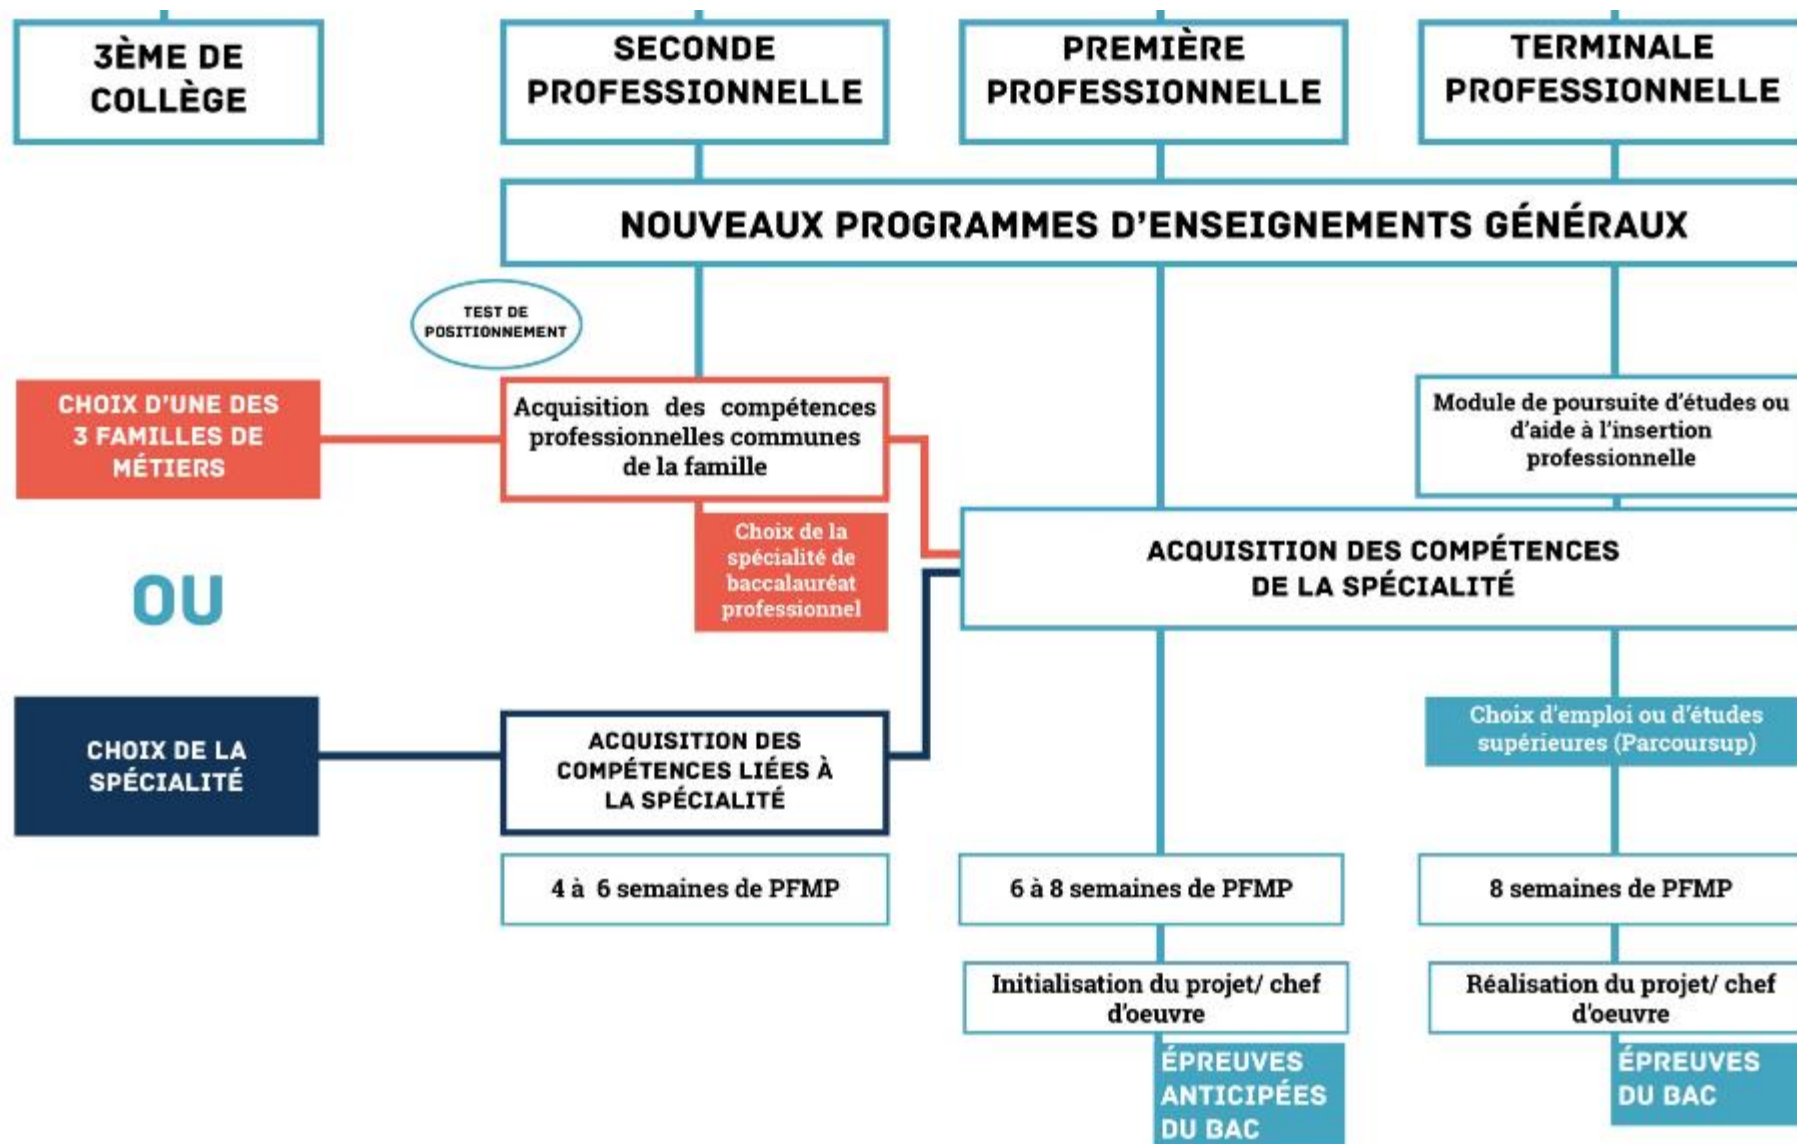 3ÈME DE
COLLÈGE
SECONDE
PROFESSIONNELLE
PREMIÈRE
PROFESSIONNELLE
TERMINALE
PROFESSIONNELLE
NOUVEAUX PROGRAMMES D'ENSEIGNEMENTS GÉNÉRAUX
TEST DE
POSITIONNEMENT
CHOIX D'UNE DES
3 FAMILLES DE
MÉTIERS
Acquisition des compétences
professionnelles communes
de la famille
Module de poursuite d'études ou
d'aide à l'insertion
professionnelle
Choix de la
spécialité de
baccalauréat
professionnel
ACQUISITION DES COMPÉTENCES
DE LA SPÉCIALITÉ
OU
CHOIX DE LA
SPÉCIALITÉ
ACQUISITION DES
COMPÉTENCES LIÉES À
LA SPÉCIALITÉ
Choix d'emploi ou d'études
supérieures (Parcoursup)
4 à 6 semaines de PFMP
6 à 8 semaines de PFMP
8 semaines de PFMP
Initialisation du projet/ chef
d'oeuvre
Réalisation du projet/ chef
d'oeuvre
ÉPREUVES
ANTICIPÉES
DU BAC
ÉPREUVES
DU BAC